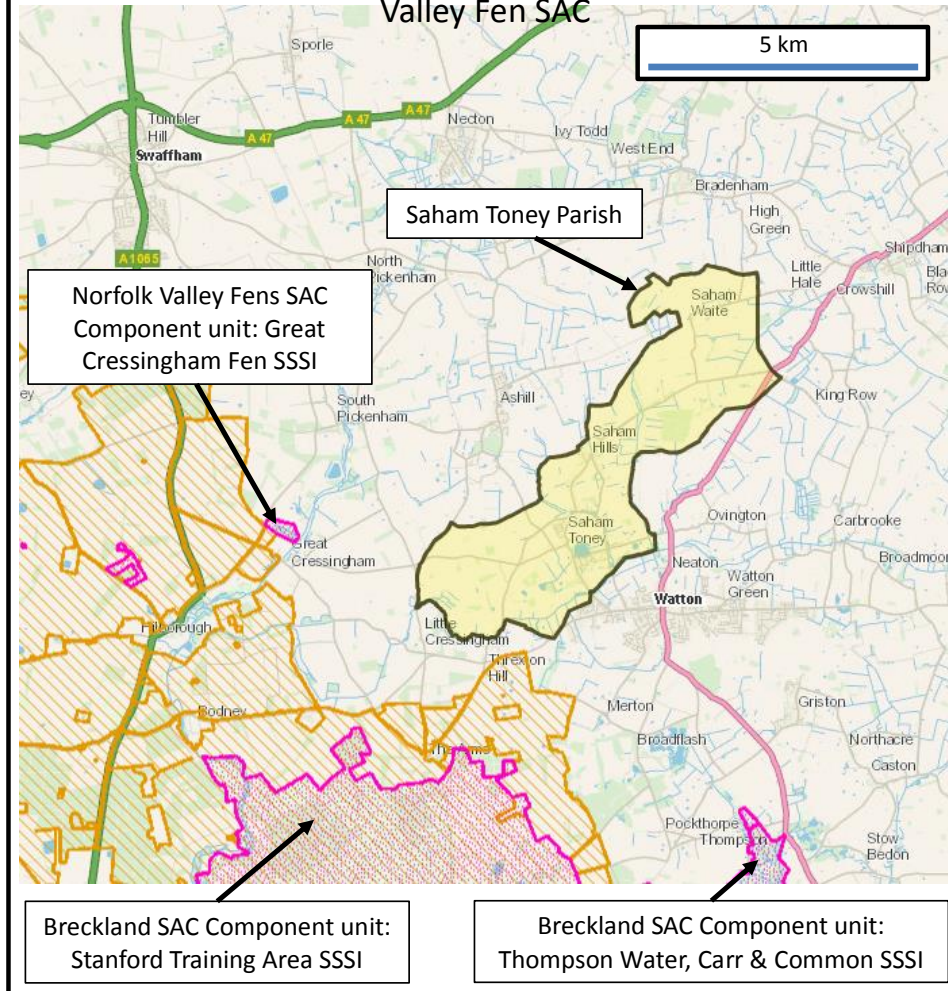 Valley Fen SAC
5 km
Sporle
A 47
A 47
A 47
Tumbler
Hill
Swaffham
Necton
Ivy Todd
West End
Bradenham
High
Green
Saham Toney Parish
A1065
North
Pickenham
Little
Hale
Shipdham
Crowshill
Saham
Waite
Norfolk Valley Fens SAC
Component unit: Great
Cressingham Fen SSSI
South
Pickenham
Ashill
King Row
Saham
Hills
Great
Cressingham
Saham
Toney
Ovington
Carbrooke
Neaton
Watton
Green
Watton
Hilborough
Little
Cressingham
Threxton
Hill
Bodney
Merton
Griston
Broadflash
Northacre
Caston
Pockthorpe
Thompson
Stow
Bedon
Breckland SAC Component unit:
Stanford Training Area SSSI
Breckland SAC Component unit:
Thompson Water, Carr & Common SSSI